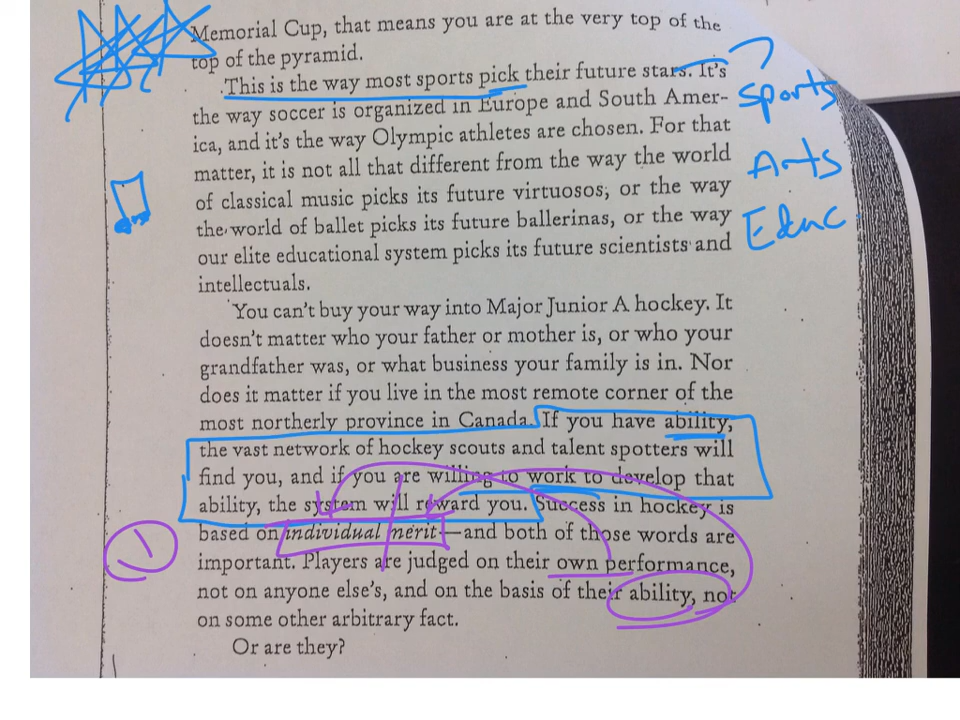 Memorial Cup, that means you are at the very top of the
top of the pyramid.
This is the way most sports pick their future stars. It's
the way soccer is organized in Europe and South Amer-
ica, and it's the way Olympic athletes are chosen. For that
matter, it is not all that different from the way the world
of classical music picks its future virtuosos, or the way
the world of ballet picks its future ballerinas, or the way
our elite educational system picks its future scientists and
intellectuals.
Sports
Arts
Educ
You can't buy your way into Major Junior A hockey. It
doesn't matter who your father or mother is, or who your
grandfather was, or what business your family is in. Nor
does it matter if you live in the most remote corner of the
most northerly province in Canada. If you have ability,
the vast network of hockey scouts and talent spotters will
find you, and if you are willing to work to develop that
ability, the system will reward you. Success in hockey is
based on individual merit—and both of those words are
important. Players are judged on their own performance,
not on anyone else's, and on the basis of their ability, not
on some other arbitrary fact.
Or are they?
1